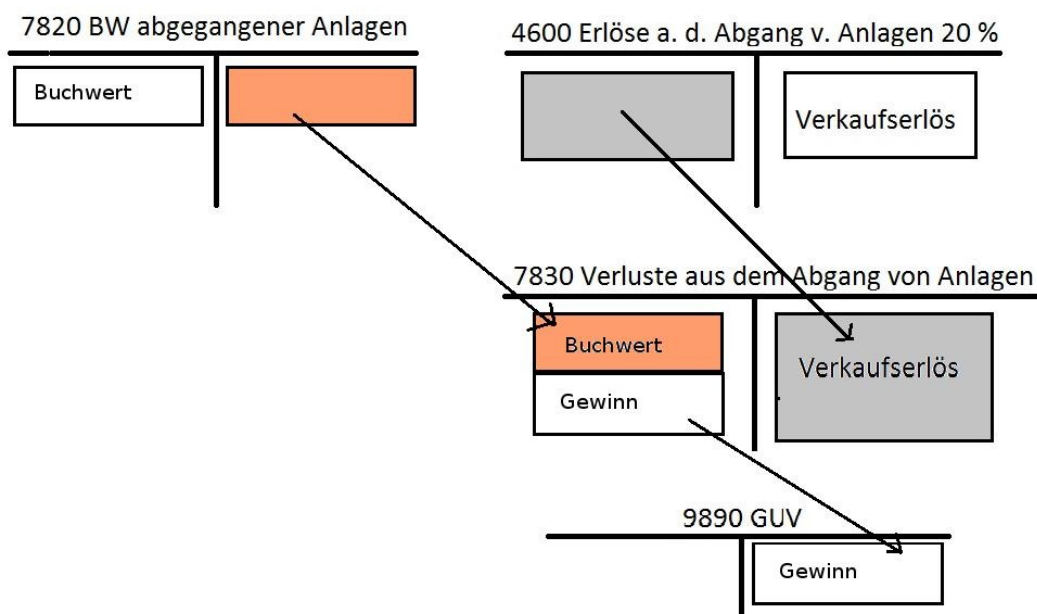 7820 BW abgegangener Anlagen
4600 Erlöse a. d. Abgang v. Anlagen 20 %
Buchwert
Verkaufserlös
7830 Verluste aus dem Abgang von Anlagen
Buchwert
Verkaufserlös
Gewinn
9890 GUV
Gewinn